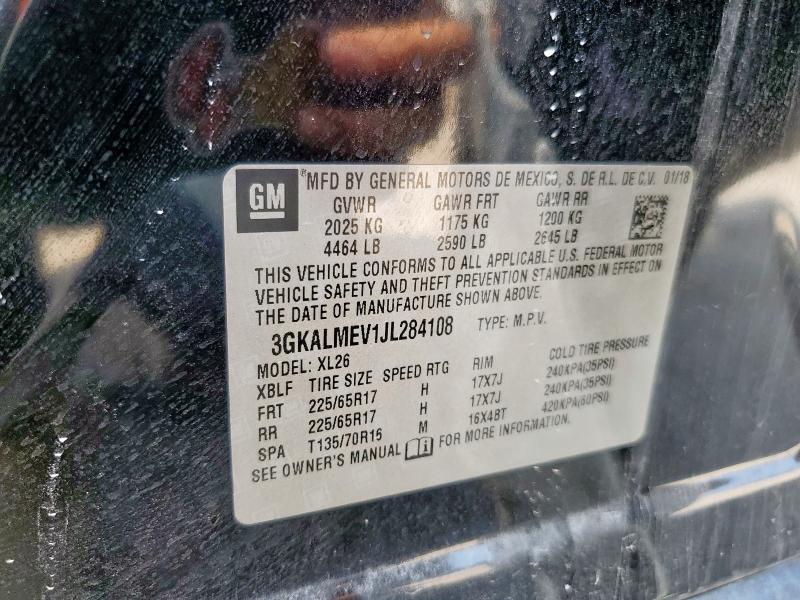 GM ® MFD BY GENERAL MOTORS DE MEXICO, S. DE R.L. DE C.V. 01/18
GVWR GAWR FRT GAWR RR
2025 KG 1175 KG 1200 KG
4464 LB 2590 LB 2645 LB
THIS VEHICLE CONFORMS TO ALL APPLICABLE U.S. FEDERAL MOTOR
VEHICLE SAFETY AND THEFT PREVENTION STANDARDS IN EFFECT ON
THE DATE OF MANUFACTURE SHOWN ABOVE.
3GKALMEV1JL284108 TYPE: M.P.V.
MODEL: XL26
XBLF TIRE SIZE SPEED RTG RIM COLD TIRE PRESSURE
FRT 225/65R17 H 17X7J 240KPA(35PSI)
RR 225/65R17 H 17X7J 240KPA(35PSI)
SPA T135/70R16 M 16X4BT 420KPA(60PSI)
SEE OWNER'S MANUAL FOR MORE INFORMATION.